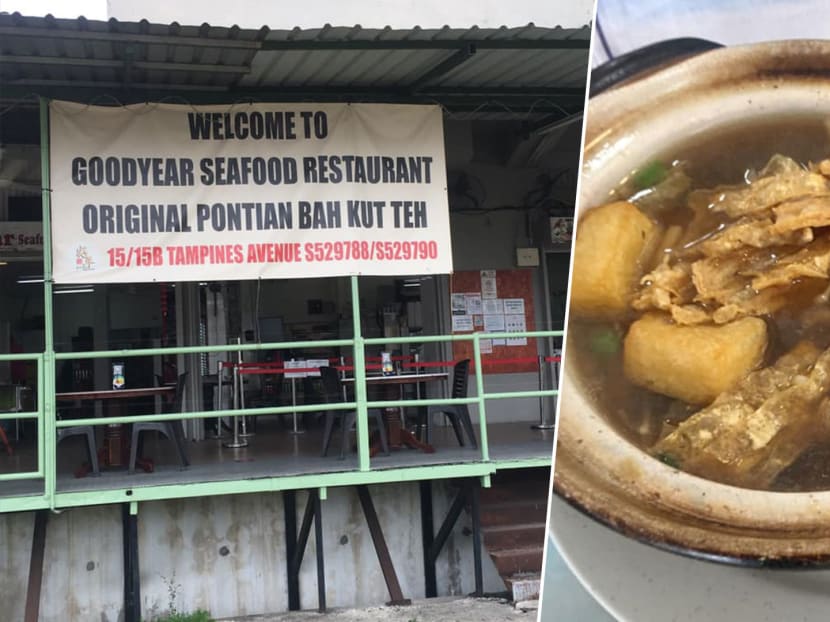 WELCOME TO
GOODYEAR SEAFOOD RESTAURANT
ORIGINAL PONTIAN BAH KUT TEH
15/15B TAMPINES AVENUE S529788/S529790